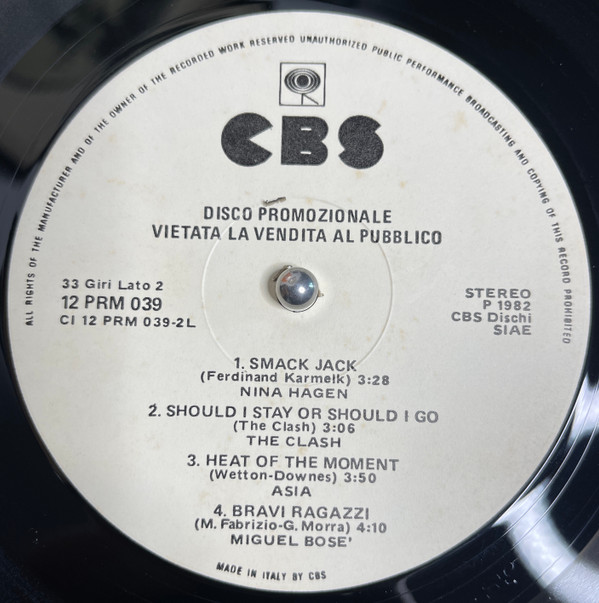 ALL RIGHTS OF THE MANUFACTURER AND OF THE OWNER OF THE RECORDED WORK RESERVED UNAUTHORIZED PUBLIC PERFORMANCE BROADCASTING AND COPYING OF THIS RECORD PROHIBITED
CBS
DISCO PROMOZIONALE
VIETATA LA VENDITA AL PUBBLICO
33 Giri Lato 2
12 PRM 039
CI 12 PRM 039-2L
STEREO
P 1982
CBS Dischi
SIAE
1. SMACK JACK
(Ferdinand Karmelk) 3:28
NINA HAGEN
2. SHOULD I STAY OR SHOULD I GO
(The Clash) 3:06
THE CLASH
3. HEAT OF THE MOMENT
(Wetton-Downes) 3:50
ASIA
4. BRAVI RAGAZZI
(M. Fabrizio-G. Morra) 4:10
MIGUEL BOSE'
MADE IN ITALY BY CBS